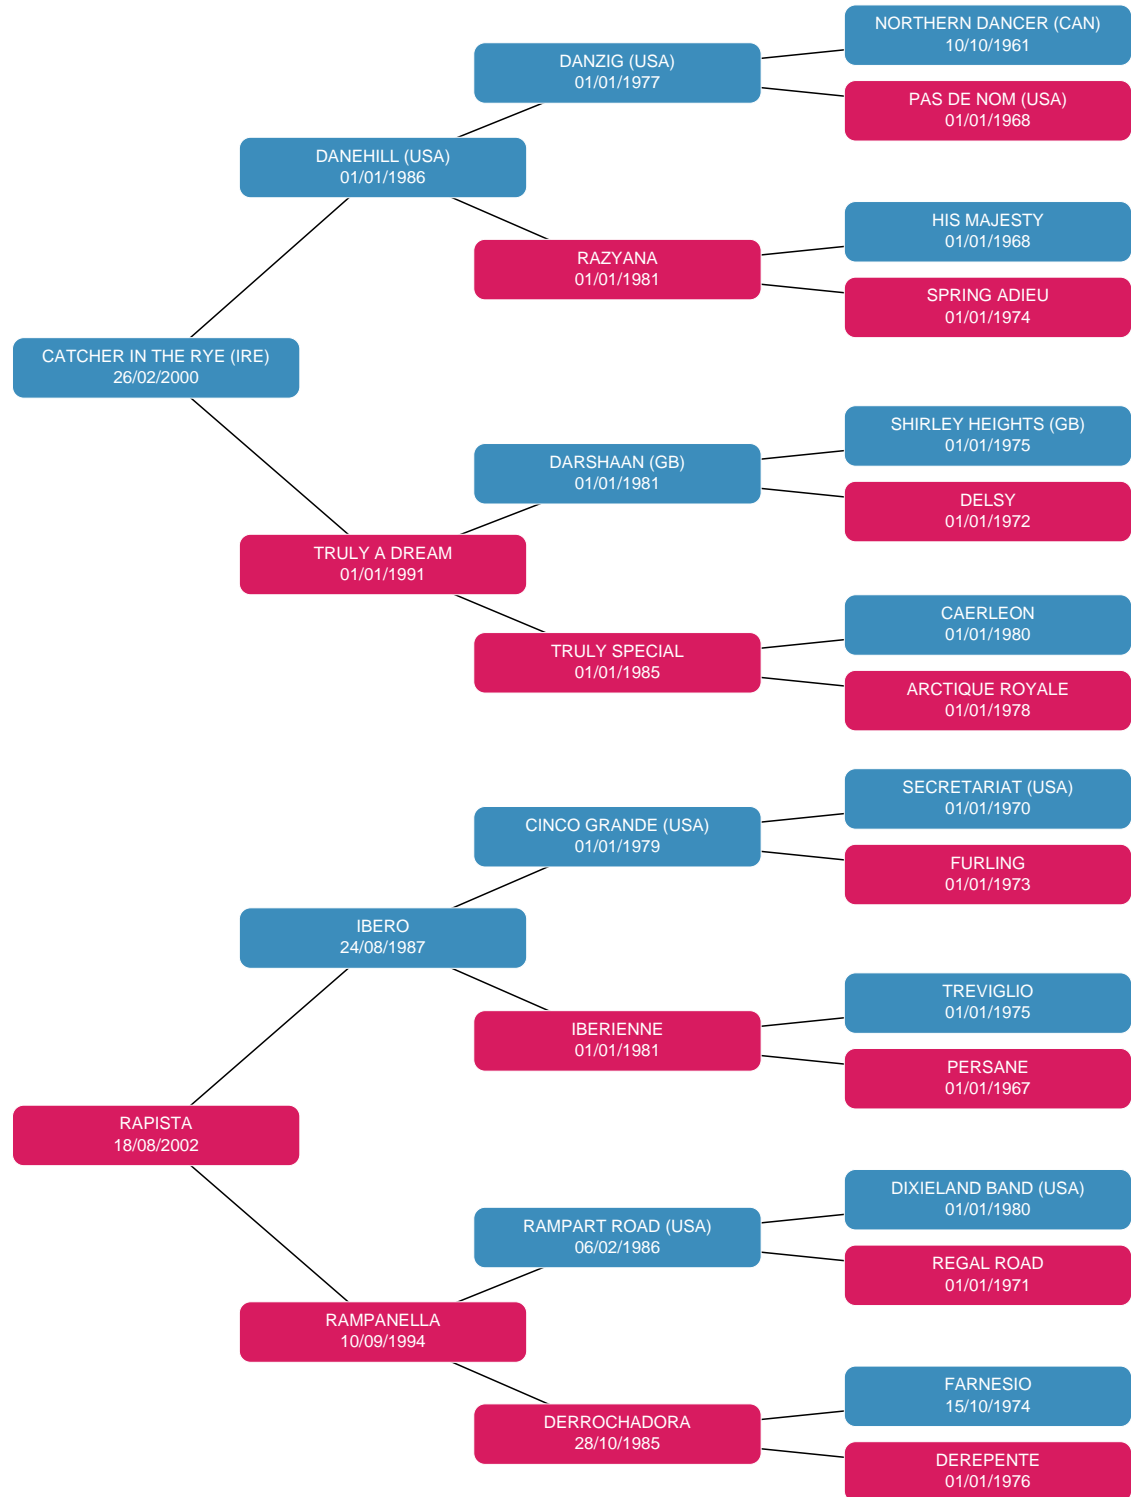 NORTHERN DANCER (CAN)
10/10/1961
DANZIG (USA)
01/01/1977
PAS DE NOM (USA)
01/01/1968
DANEHILL (USA)
01/01/1986
HIS MAJESTY
01/01/1968
RAZYANA
01/01/1981
SPRING ADIEU
01/01/1974
CATCHER IN THE RYE (IRE)
26/02/2000
SHIRLEY HEIGHTS (GB)
01/01/1975
DARSHAAN (GB)
01/01/1981
DELSY
01/01/1972
TRULY A DREAM
01/01/1991
CAERLEON
01/01/1980
TRULY SPECIAL
01/01/1985
ARCTIQUE ROYALE
01/01/1978
SECRETARIAT (USA)
01/01/1970
CINCO GRANDE (USA)
01/01/1979
FURLING
01/01/1973
IBERO
24/08/1987
TREVIGLIO
01/01/1975
IBERIENNE
01/01/1981
PERSANE
01/01/1967
RAPISTA
18/08/2002
DIXIELAND BAND (USA)
01/01/1980
RAMPART ROAD (USA)
06/02/1986
REGAL ROAD
01/01/1971
RAMPANELLA
10/09/1994
FARNESIO
15/10/1974
DERROCHADORA
28/10/1985
DEREPENTE
01/01/1976